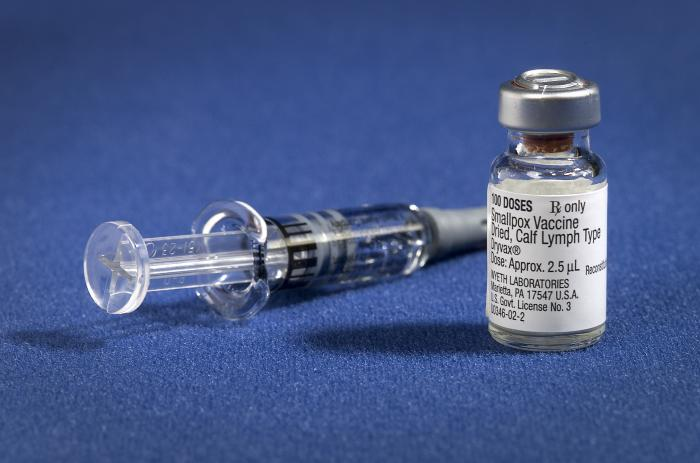 100 DOSES ℞ only
Smallpox Vaccine
Dried, Calf Lymph Type
Dryvax®
Dose: Approx. 2.5 µL
WYETH LABORATORIES
Marietta, PA 17547 U.S.A.
U.S. Govt. License No. 3
U0346-02-2